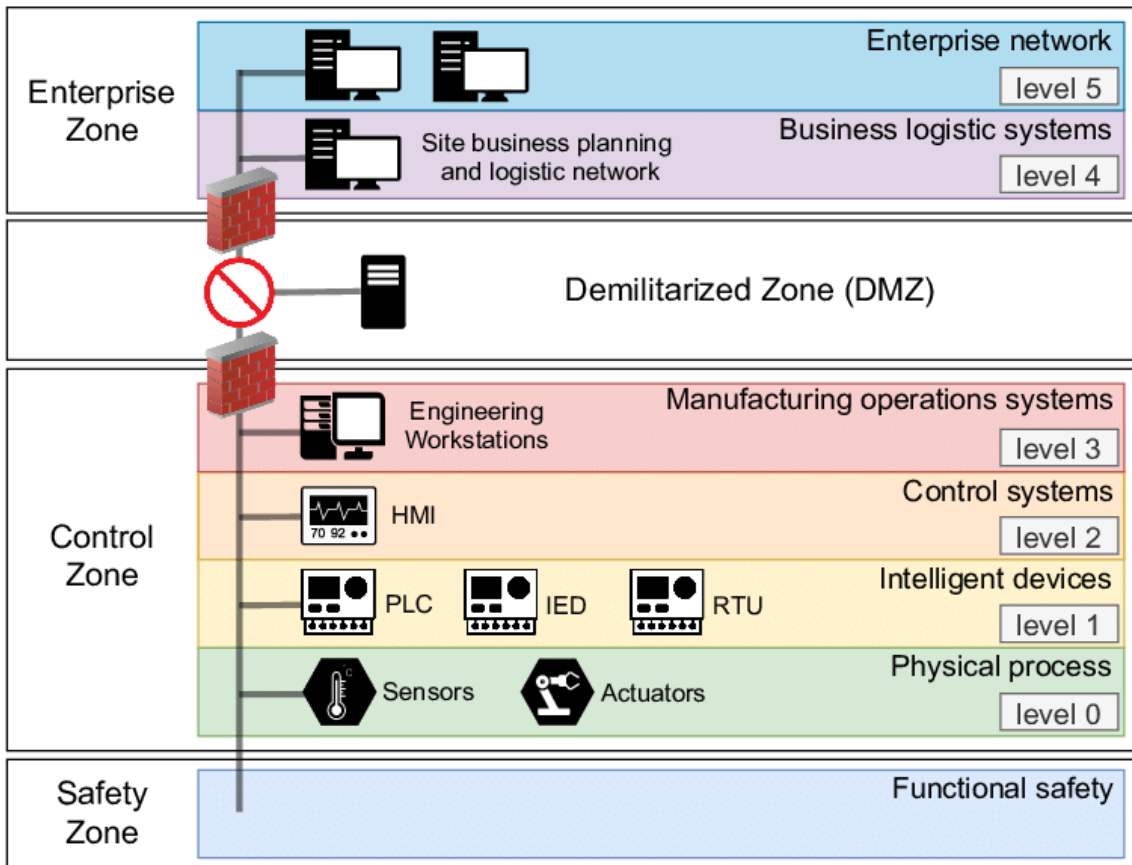 Enterprise
Zone
Enterprise network
level 5
Site business planning
and logistic network
Business logistic systems
level 4
Demilitarized Zone (DMZ)
Control
Zone
Engineering
Workstations
Manufacturing operations systems
level 3
70 92
HMI
Control systems
level 2
PLC
IED
RTU
Intelligent devices
level 1
°C
Sensors
Actuators
Physical process
level 0
Safety
Zone
Functional safety